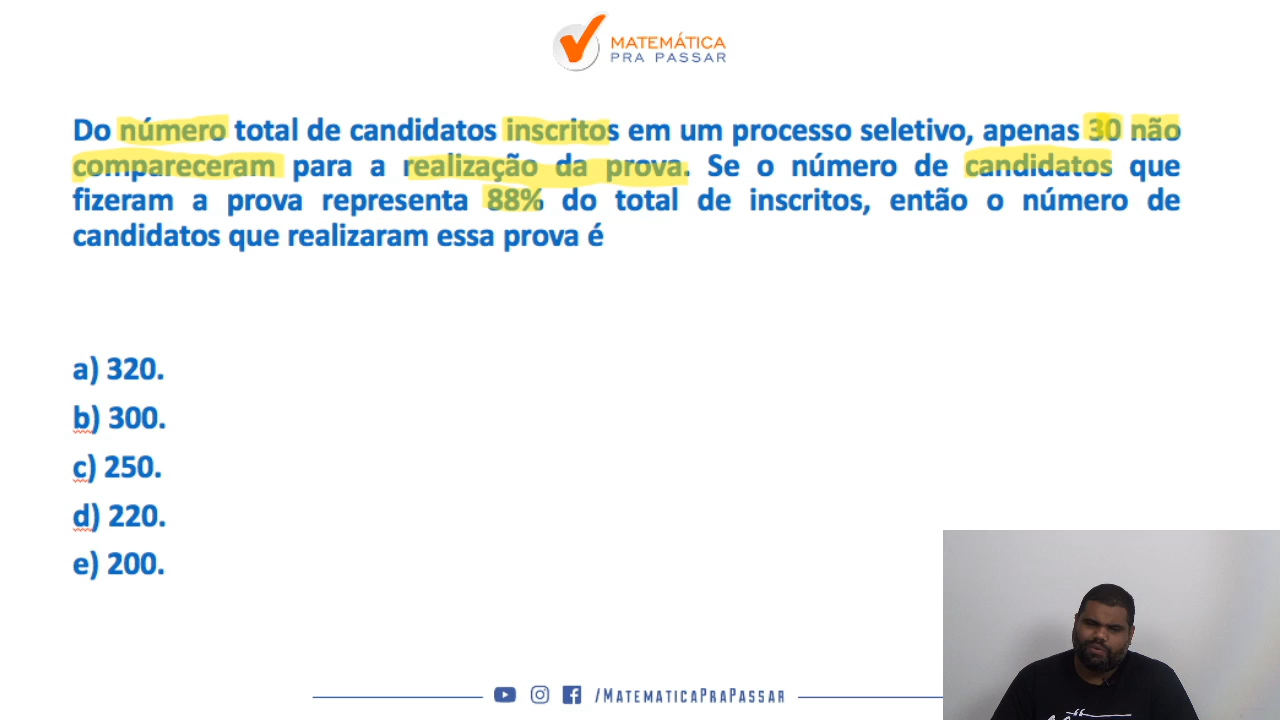 MATEMÁTICA
PRA PASSAR
Do número total de candidatos inscritos em um processo seletivo, apenas 30 não
compareceram para a realização da prova. Se o número de candidatos que
fizeram a prova representa 88% do total de inscritos, então o número de
candidatos que realizaram essa prova é
a) 320.
b) 300.
c) 250.
d) 220.
e) 200.
/MATEMATICAPRAPASSAR